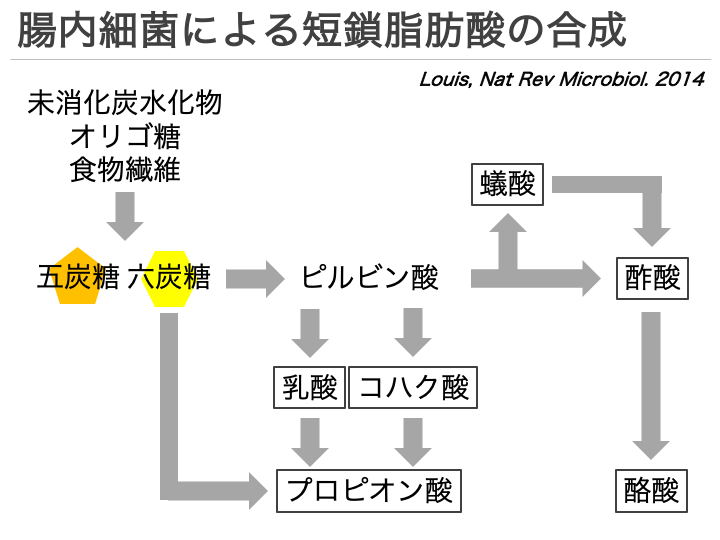 腸内細菌による短鎖脂肪酸の合成
Louis, Nat Rev Microbiol. 2014
未消化炭水化物
オリゴ糖
食物繊維
蟻酸
五炭糖 六炭糖
ピルビン酸
酢酸
乳酸
コハク酸
プロピオン酸
酪酸